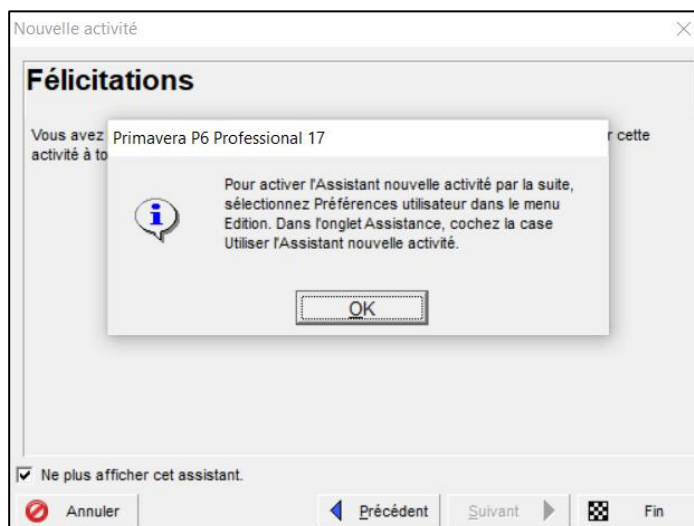 Nouvelle activité
Félicitations
Vous avez
r cette
activité à to
Primavera P6 Professional 17
Pour activer l'Assistant nouvelle activité par la suite,
sélectionnez Préférences utilisateur dans le menu
Edition. Dans l'onglet Assistance, cochez la case
Utiliser l'Assistant nouvelle activité.
OK
Ne plus afficher cet assistant.
Annuler
Précédent
Suivant
Fin